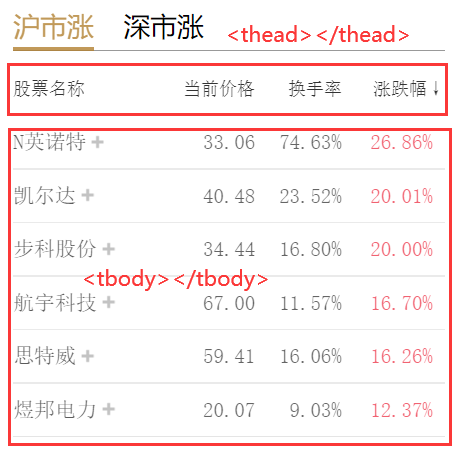 沪市涨 深市涨 <thead></thead>
股票名称 当前价格 换手率 涨跌幅↓
N英诺特+ 33.06 74.63% 26.86%
凯尔达+ 40.48 23.52% 20.01%
步科股份+ 34.44 16.80% 20.00%
<tbody></tbody>
航宇科技+ 67.00 11.57% 16.70%
思特威+ 59.41 16.06% 16.26%
煜邦电力+ 20.07 9.03% 12.37%